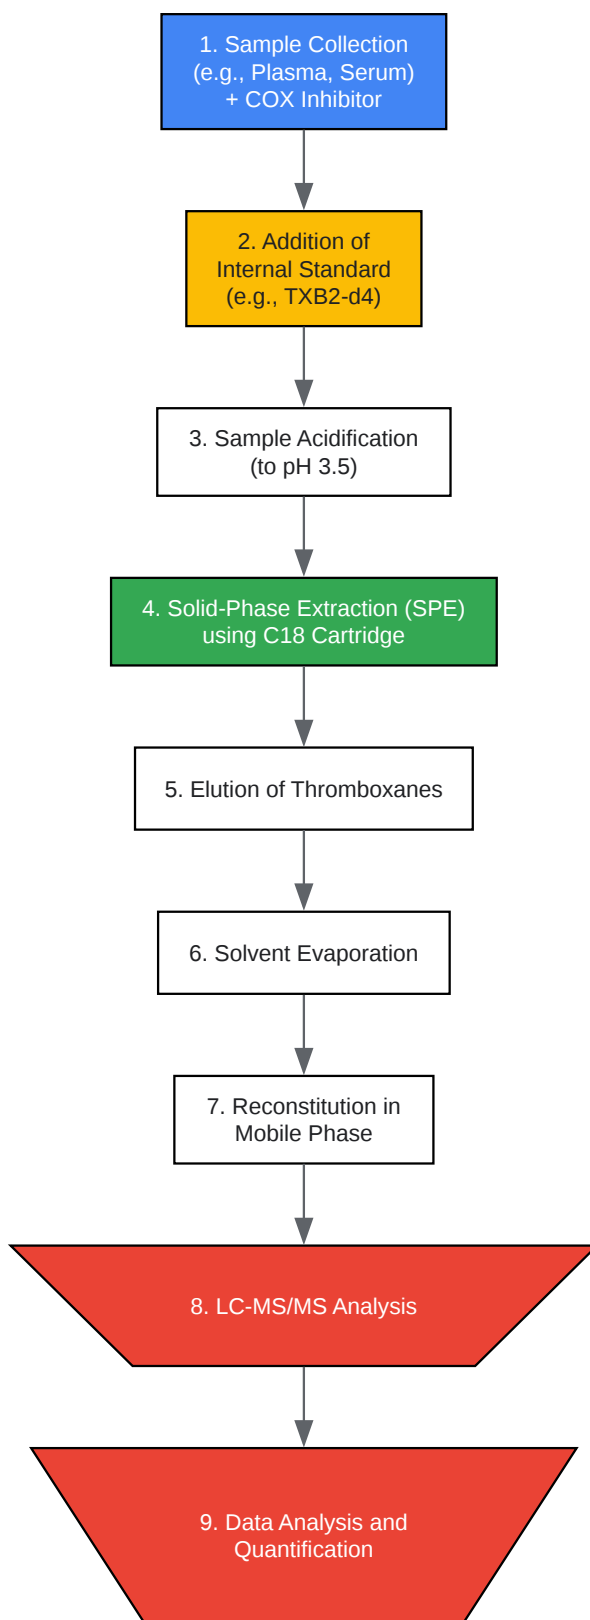 1. Sample Collection
(e.g., Plasma, Serum)
+ COX Inhibitor
2. Addition of
Internal Standard
(e.g., TXB2-d4)
3. Sample Acidification
(to pH 3.5)
4. Solid-Phase Extraction (SPE)
using C18 Cartridge
5. Elution of Thromboxanes
6. Solvent Evaporation
7. Reconstitution in
Mobile Phase
8. LC-MS/MS Analysis
9. Data Analysis and
Quantification